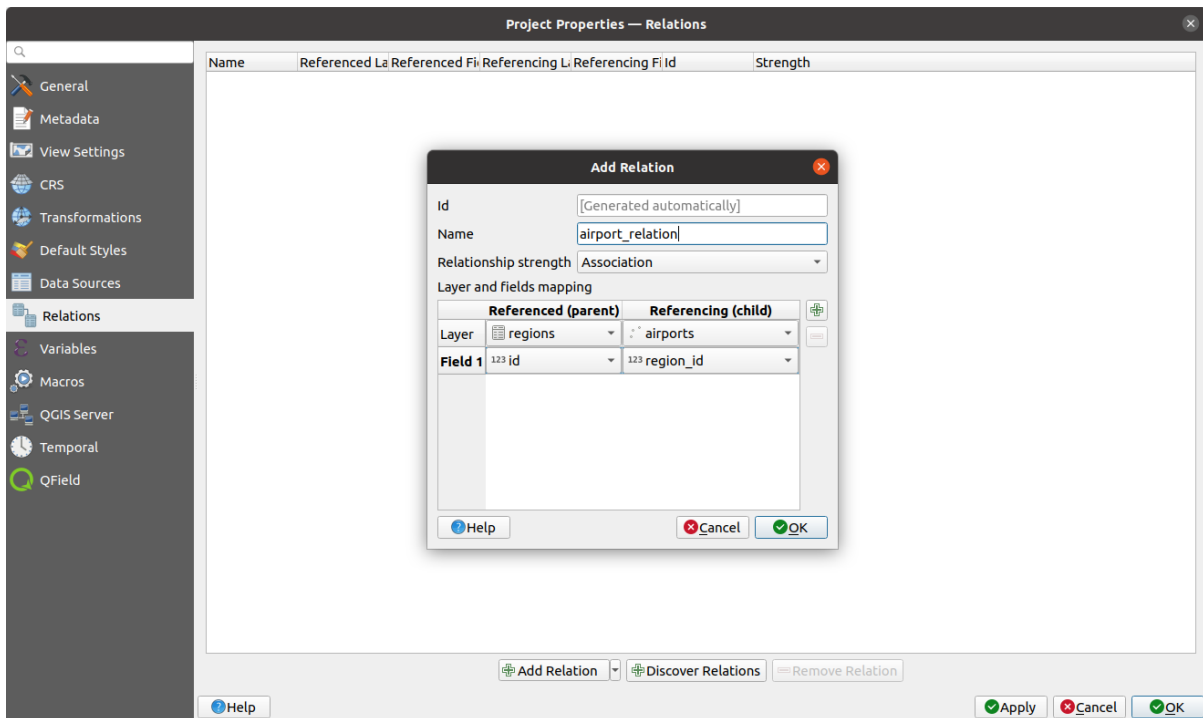 Project Properties — Relations
Name Referenced La Referenced Fi Referencing La Referencing Fi Id Strength
General
Metadata
View Settings
CRS
Transformations
Default Styles
Data Sources
Relations
Variables
Macros
QGIS Server
Temporal
QField
Add Relation
Id [Generated automatically]
Name airport_relation
Relationship strength Association
Layer and fields mapping
Referenced (parent) Referencing (child)
Layer regions airports
Field 1 123 id 123 region_id
Help Cancel OK
Add Relation Discover Relations Remove Relation
Help Apply Cancel OK